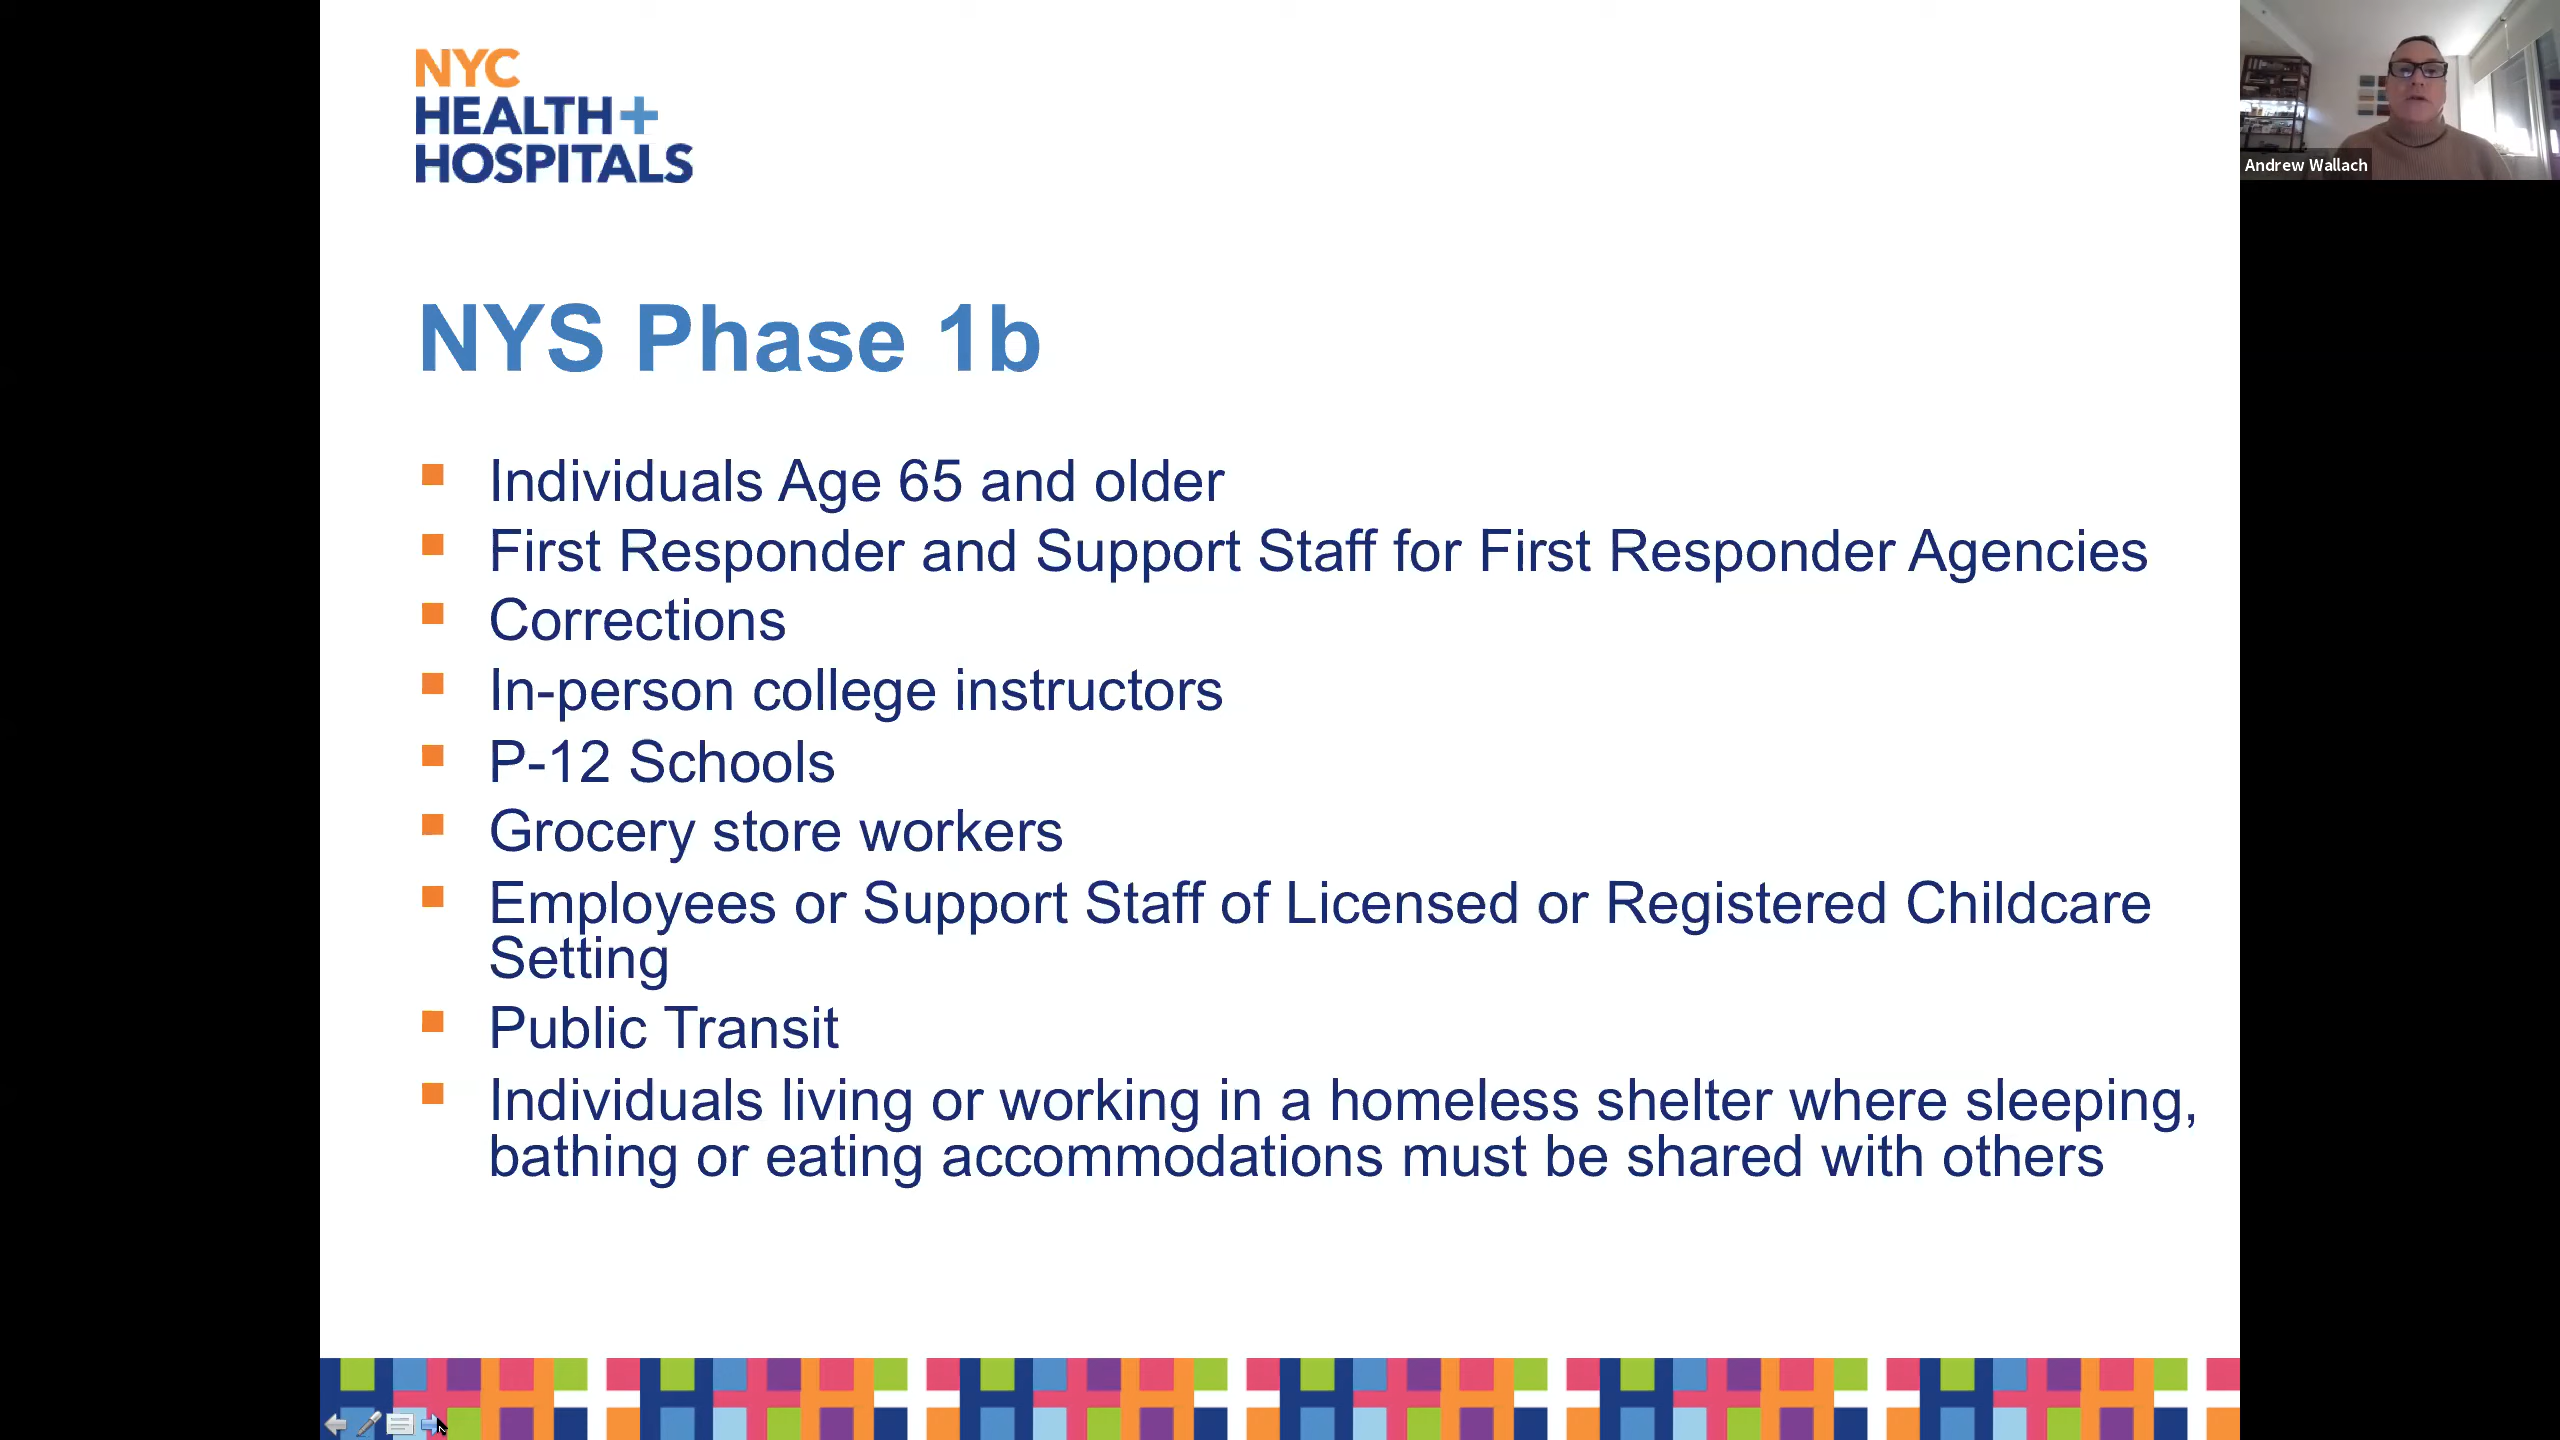 NYC
HEALTH+
HOSPITALS
Andrew Wallach
NYS Phase 1b
Individuals Age 65 and older
First Responder and Support Staff for First Responder Agencies
Corrections
In-person college instructors
P-12 Schools
Grocery store workers
Employees or Support Staff of Licensed or Registered Childcare
Setting
Public Transit
Individuals living or working in a homeless shelter where sleeping,
bathing or eating accommodations must be shared with others